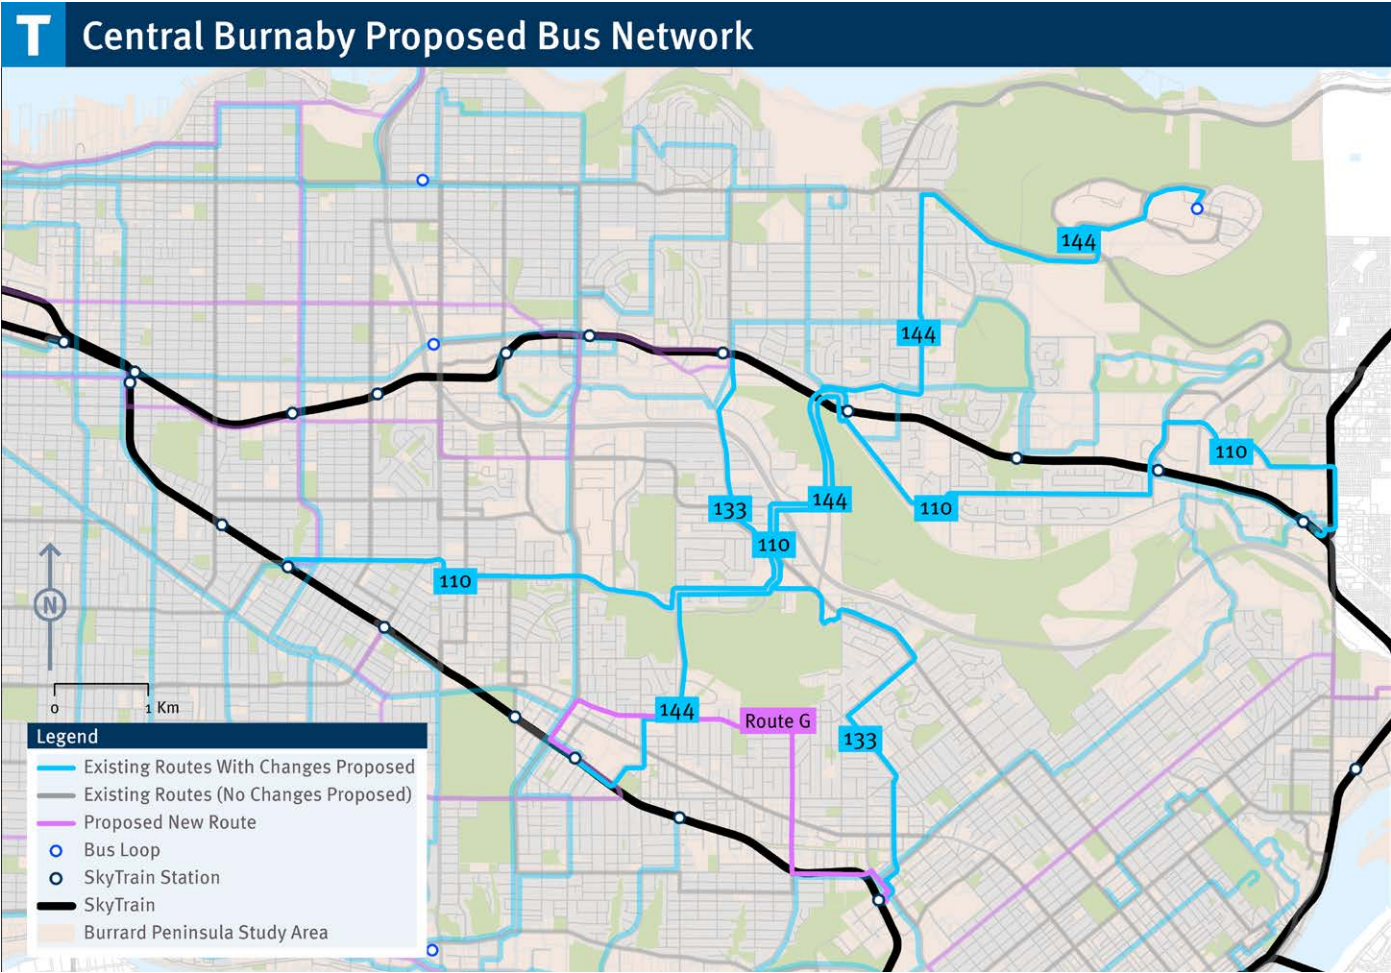 T Central Burnaby Proposed Bus Network
144
144
110
133
144
110
110
110
144
Route G
133
N
0 1 Km
Legend
Existing Routes With Changes Proposed
Existing Routes (No Changes Proposed)
Proposed New Route
Bus Loop
SkyTrain Station
SkyTrain
Burrard Peninsula Study Area